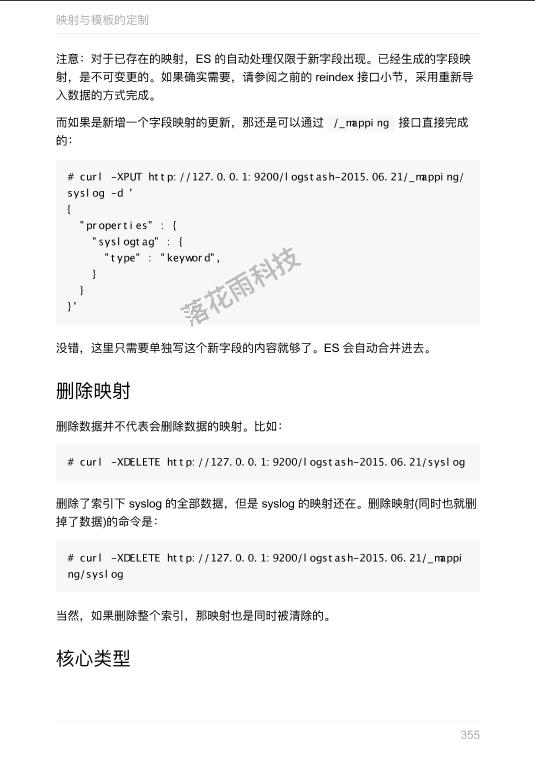 映射与模板的定制
注意：对于已存在的映射，ES 的自动处理仅限于新字段出现。已经生成的字段映
射，是不可变更的。如果确实需要，请参阅之前的 reindex 接口小节，采用重新导
入数据的方式完成。
而如果是新增一个字段映射的更新，那还是可以通过 /_mapping 接口直接完成
的：
# curl -XPUT http://127.0.0.1:9200/logstash-2015.06.21/_mapping/
syslog -d '
{
"properties" : {
"syslogtag" : {
"type" : "keyword",
}
}
}'
落花雨科技
没错，这里只需要单独写这个新字段的内容就够了。ES 会自动合并进去。
删除映射
删除数据并不代表会删除数据的映射。比如：
# curl -XDELETE http://127.0.0.1:9200/logstash-2015.06.21/syslog
删除了索引下 syslog 的全部数据，但是 syslog 的映射还在。删除映射(同时也就删
掉了数据)的命令是：
# curl -XDELETE http://127.0.0.1:9200/logstash-2015.06.21/_mappi
ng/syslog
当然，如果删除整个索引，那映射也是同时被清除的。
核心类型
355